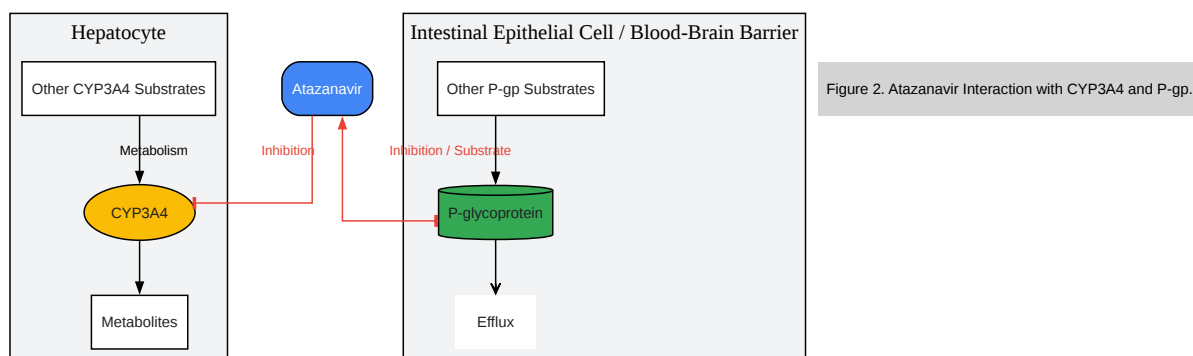 Hepatocyte
Other CYP3A4 Substrates
Metabolism
CYP3A4
Metabolites
Atazanavir
Inhibition
Intestinal Epithelial Cell / Blood-Brain Barrier
Other P-gp Substrates
Inhibition / Substrate
P-glycoprotein
Efflux
Figure 2. Atazanavir Interaction with CYP3A4 and P-gp.